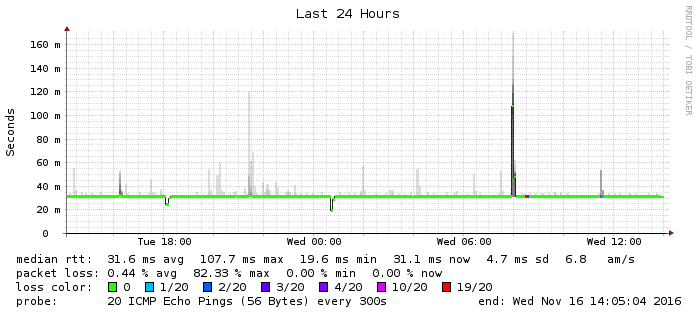 Last 24 Hours
RRDTOOL / TOBI OETIKER
Seconds
160 m
140 m
120 m
100 m
80 m
60 m
40 m
20 m
0
Tue 18:00 Wed 00:00 Wed 06:00 Wed 12:00
median rtt: 31.6 ms avg 107.7 ms max 19.6 ms min 31.1 ms now 4.7 ms sd 6.8 am/s
packet loss: 0.44 % avg 82.33 % max 0.00 % min 0.00 % now
loss color: 0 1/20 2/20 3/20 4/20 10/20 19/20
probe: 20 ICMP Echo Pings (56 Bytes) every 300s end: Wed Nov 16 14:05:04 2016